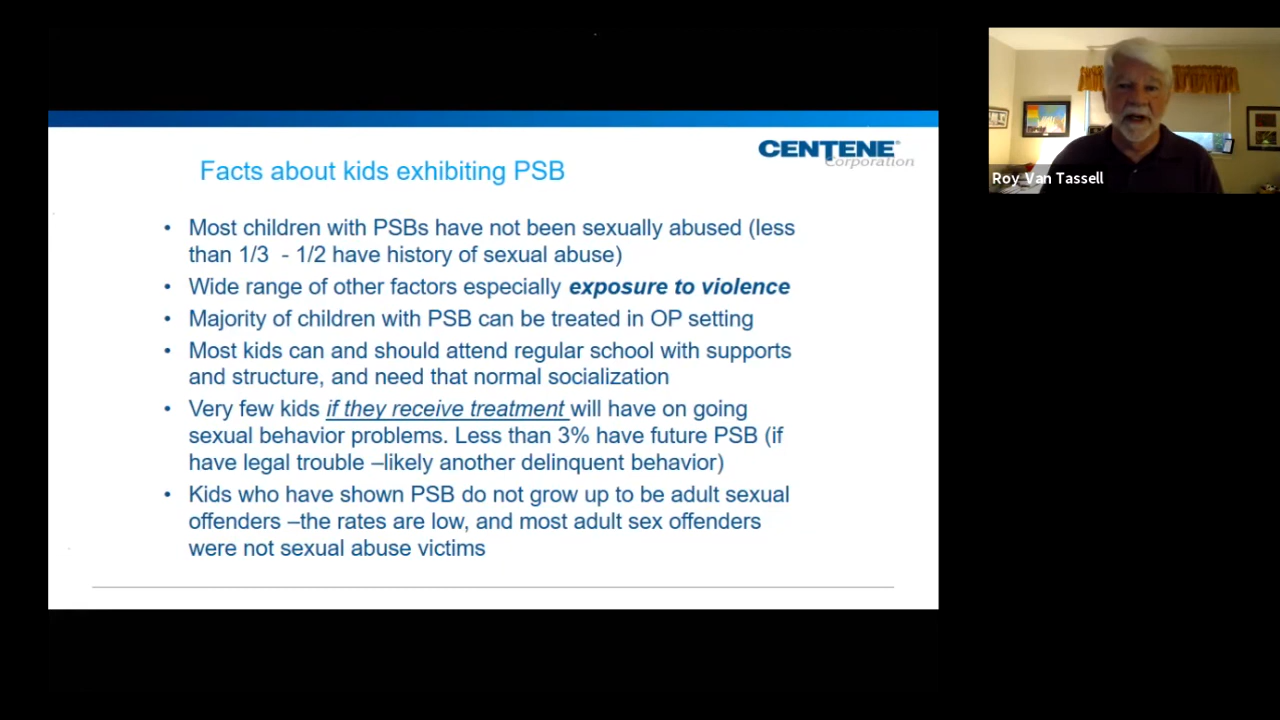 CENTENE®
Corporation
Facts about kids exhibiting PSB
• Most children with PSBs have not been sexually abused (less
than 1/3 - 1/2 have history of sexual abuse)
• Wide range of other factors especially exposure to violence
• Majority of children with PSB can be treated in OP setting
• Most kids can and should attend regular school with supports
and structure, and need that normal socialization
• Very few kids if they receive treatment will have on going
sexual behavior problems. Less than 3% have future PSB (if
have legal trouble –likely another delinquent behavior)
• Kids who have shown PSB do not grow up to be adult sexual
offenders –the rates are low, and most adult sex offenders
were not sexual abuse victims
Roy Van Tassell